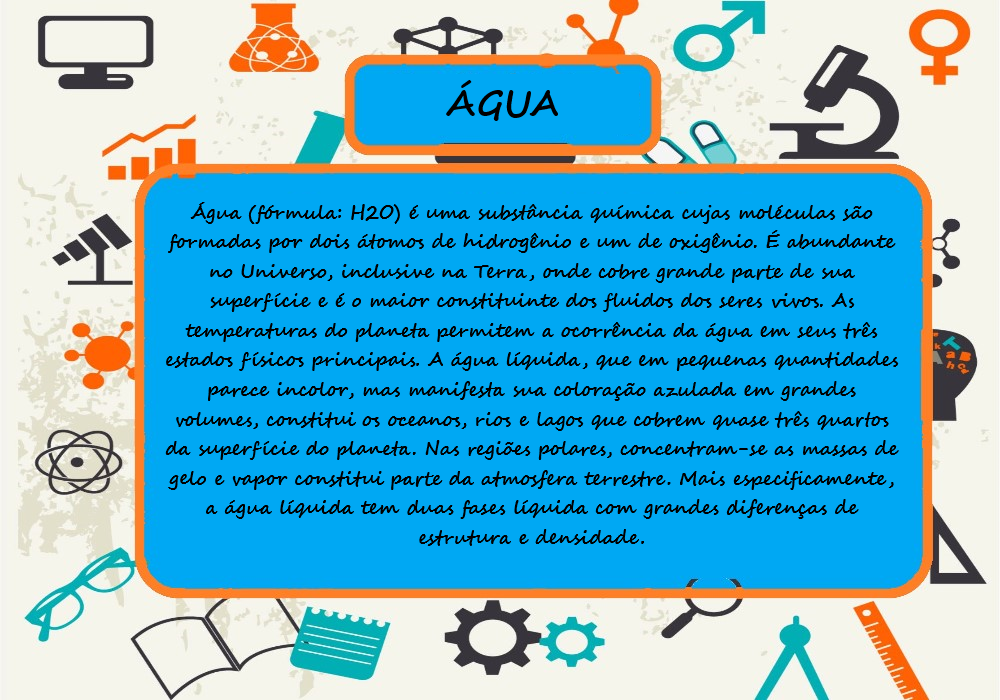 ÁGUA
Água (fórmula: H2O) é uma substância química cujas moléculas são
formadas por dois átomos de hidrogênio e um de oxigênio. É abundante
no Universo, inclusive na Terra, onde cobre grande parte de sua
superfície e é o maior constituinte dos fluidos dos seres vivos. As
temperaturas do planeta permitem a ocorrência da água em seus três
estados físicos principais. A água líquida, que em pequenas quantidades
parece incolor, mas manifesta sua coloração azulada em grandes
volumes, constitui os oceanos, rios e lagos que cobrem quase três quartos
da superfície do planeta. Nas regiões polares, concentram-se as massas de
gelo e vapor constitui parte da atmosfera terrestre. Mais especificamente,
a água líquida tem duas fases líquida com grandes diferenças de
estrutura e densidade.